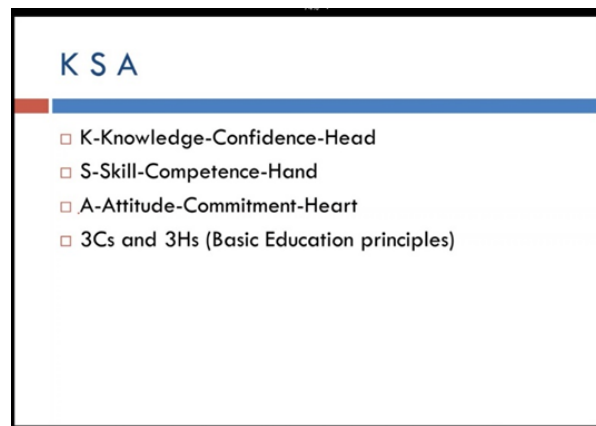 K S A
K-Knowledge-Confidence-Head
S-Skill-Competence-Hand
A-Attitude-Commitment-Heart
3Cs and 3Hs (Basic Education principles)